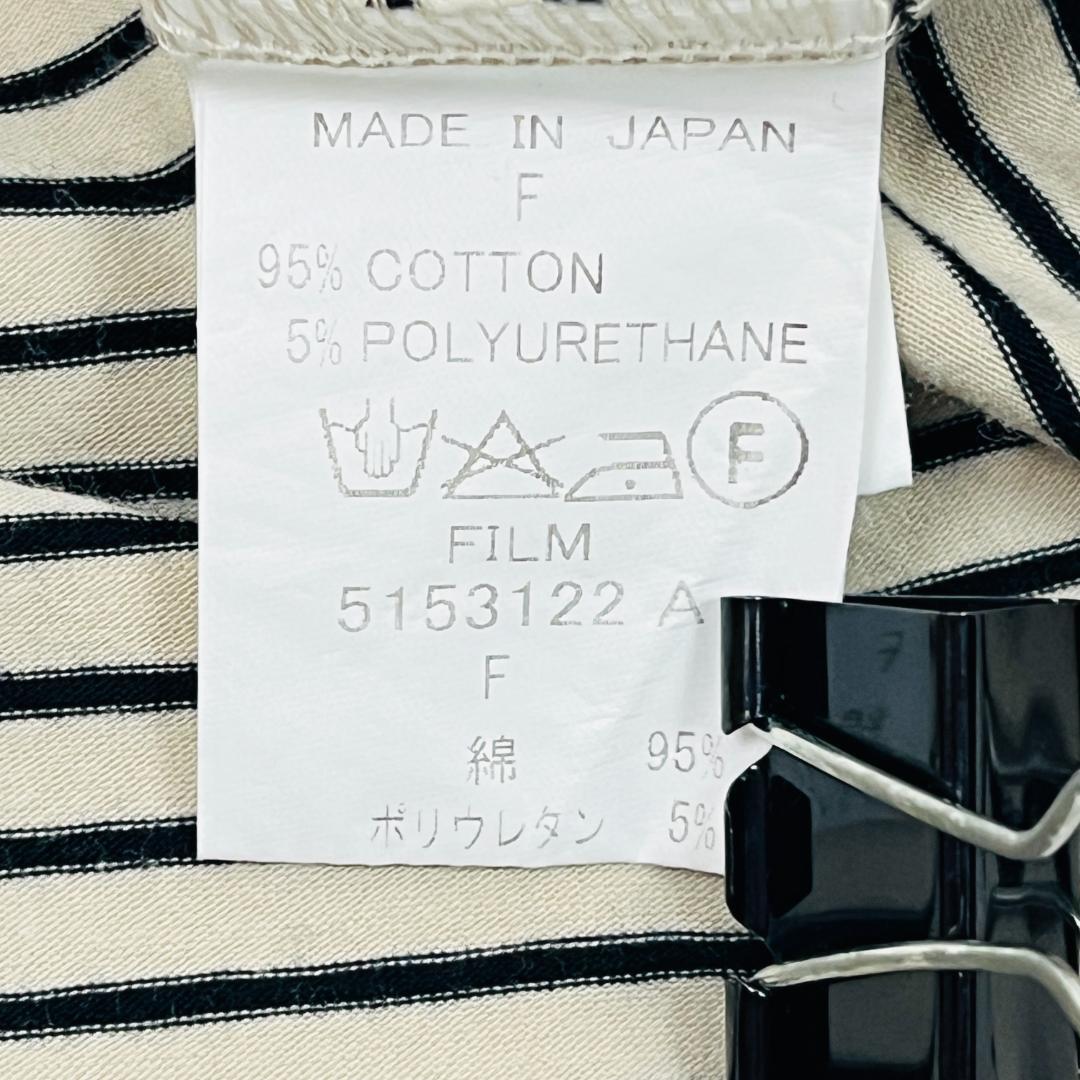 MADE IN JAPAN
F
95% COTTON
5% POLYURETHANE
F
FILM
5153122 A
F
綿 95%
ポリウレタン 5%